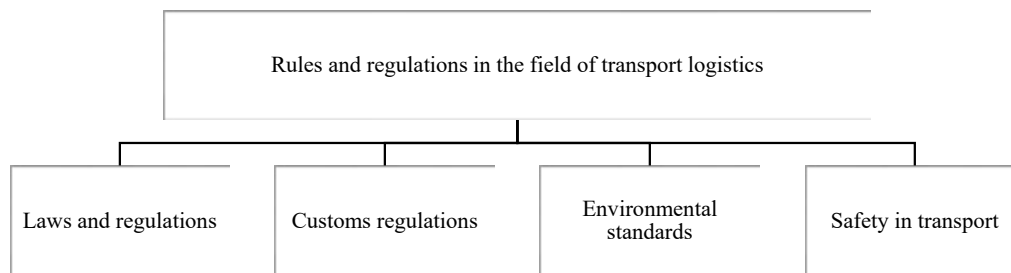 Rules and regulations in the field of transport logistics
Laws and regulations
Customs regulations
Environmental
standards
Safety in transport